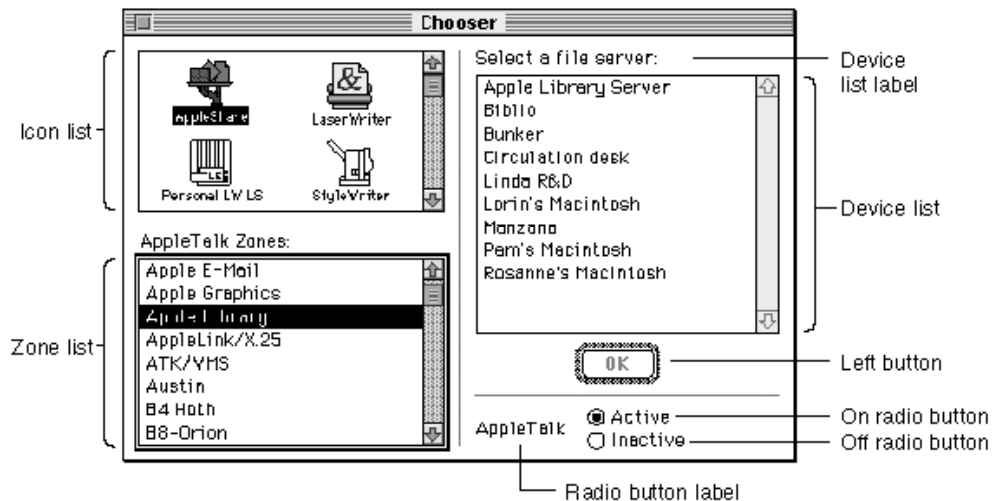 Chooser
Icon list
AppleShare
LaserWriter
Personal LW LS
StyleWriter
Select a file server:
Device
list label
Apple Library Server
Biblio
Bunker
Circulation desk
Linda R&D
Lorin's Macintosh
Manzana
Pam's Macintosh
Rosanne's Macintosh
Device list
AppleTalk Zones:
Zone list
Apple E-Mail
Apple Graphics
Apple Library
AppleLink/X.25
ATK/VMS
Austin
B4 Hoth
B8-Orion
OK
Left button
AppleTalk
Active
On radio button
Inactive
Off radio button
Radio button label